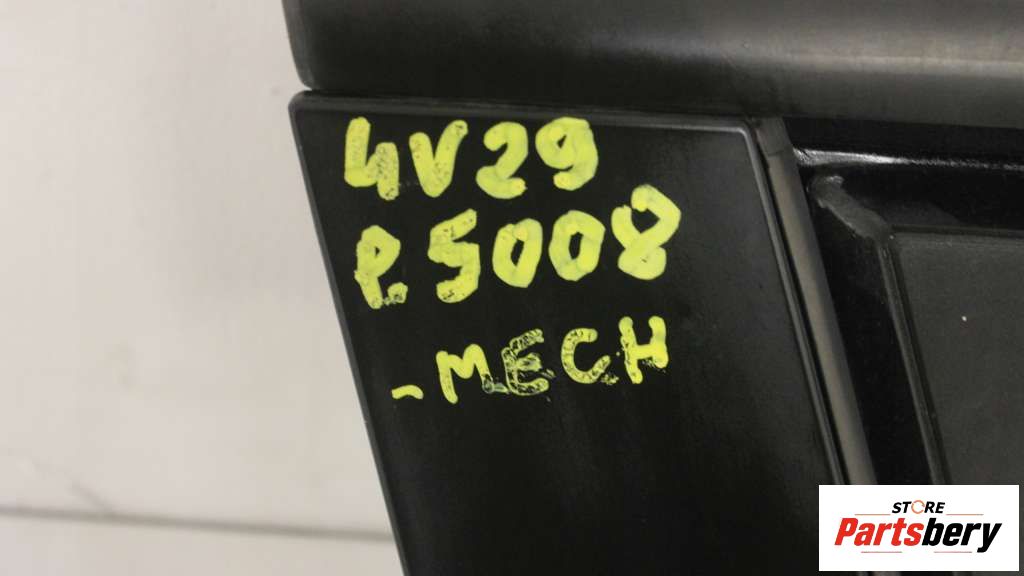 4V29
P.5008
-MECH
STORE
Partsbery